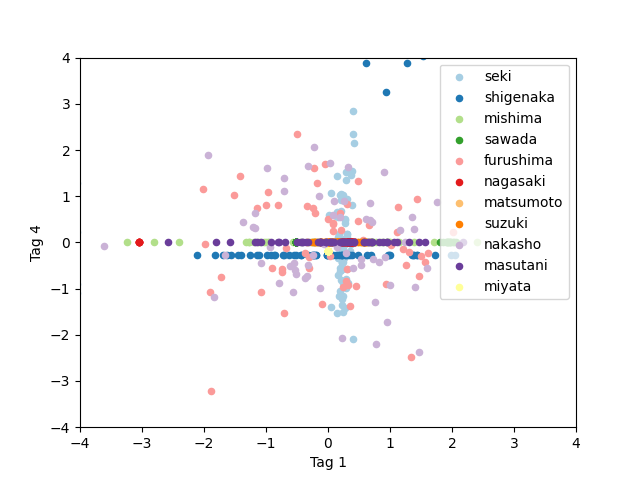 4
3
2
1
0
−1
−2
−3
−4
Tag 4
−4 −3 −2 −1 0 1 2 3 4
Tag 1
seki
shigenaka
mishima
sawada
furushima
nagasaki
matsumoto
suzuki
nakasho
masutani
miyata